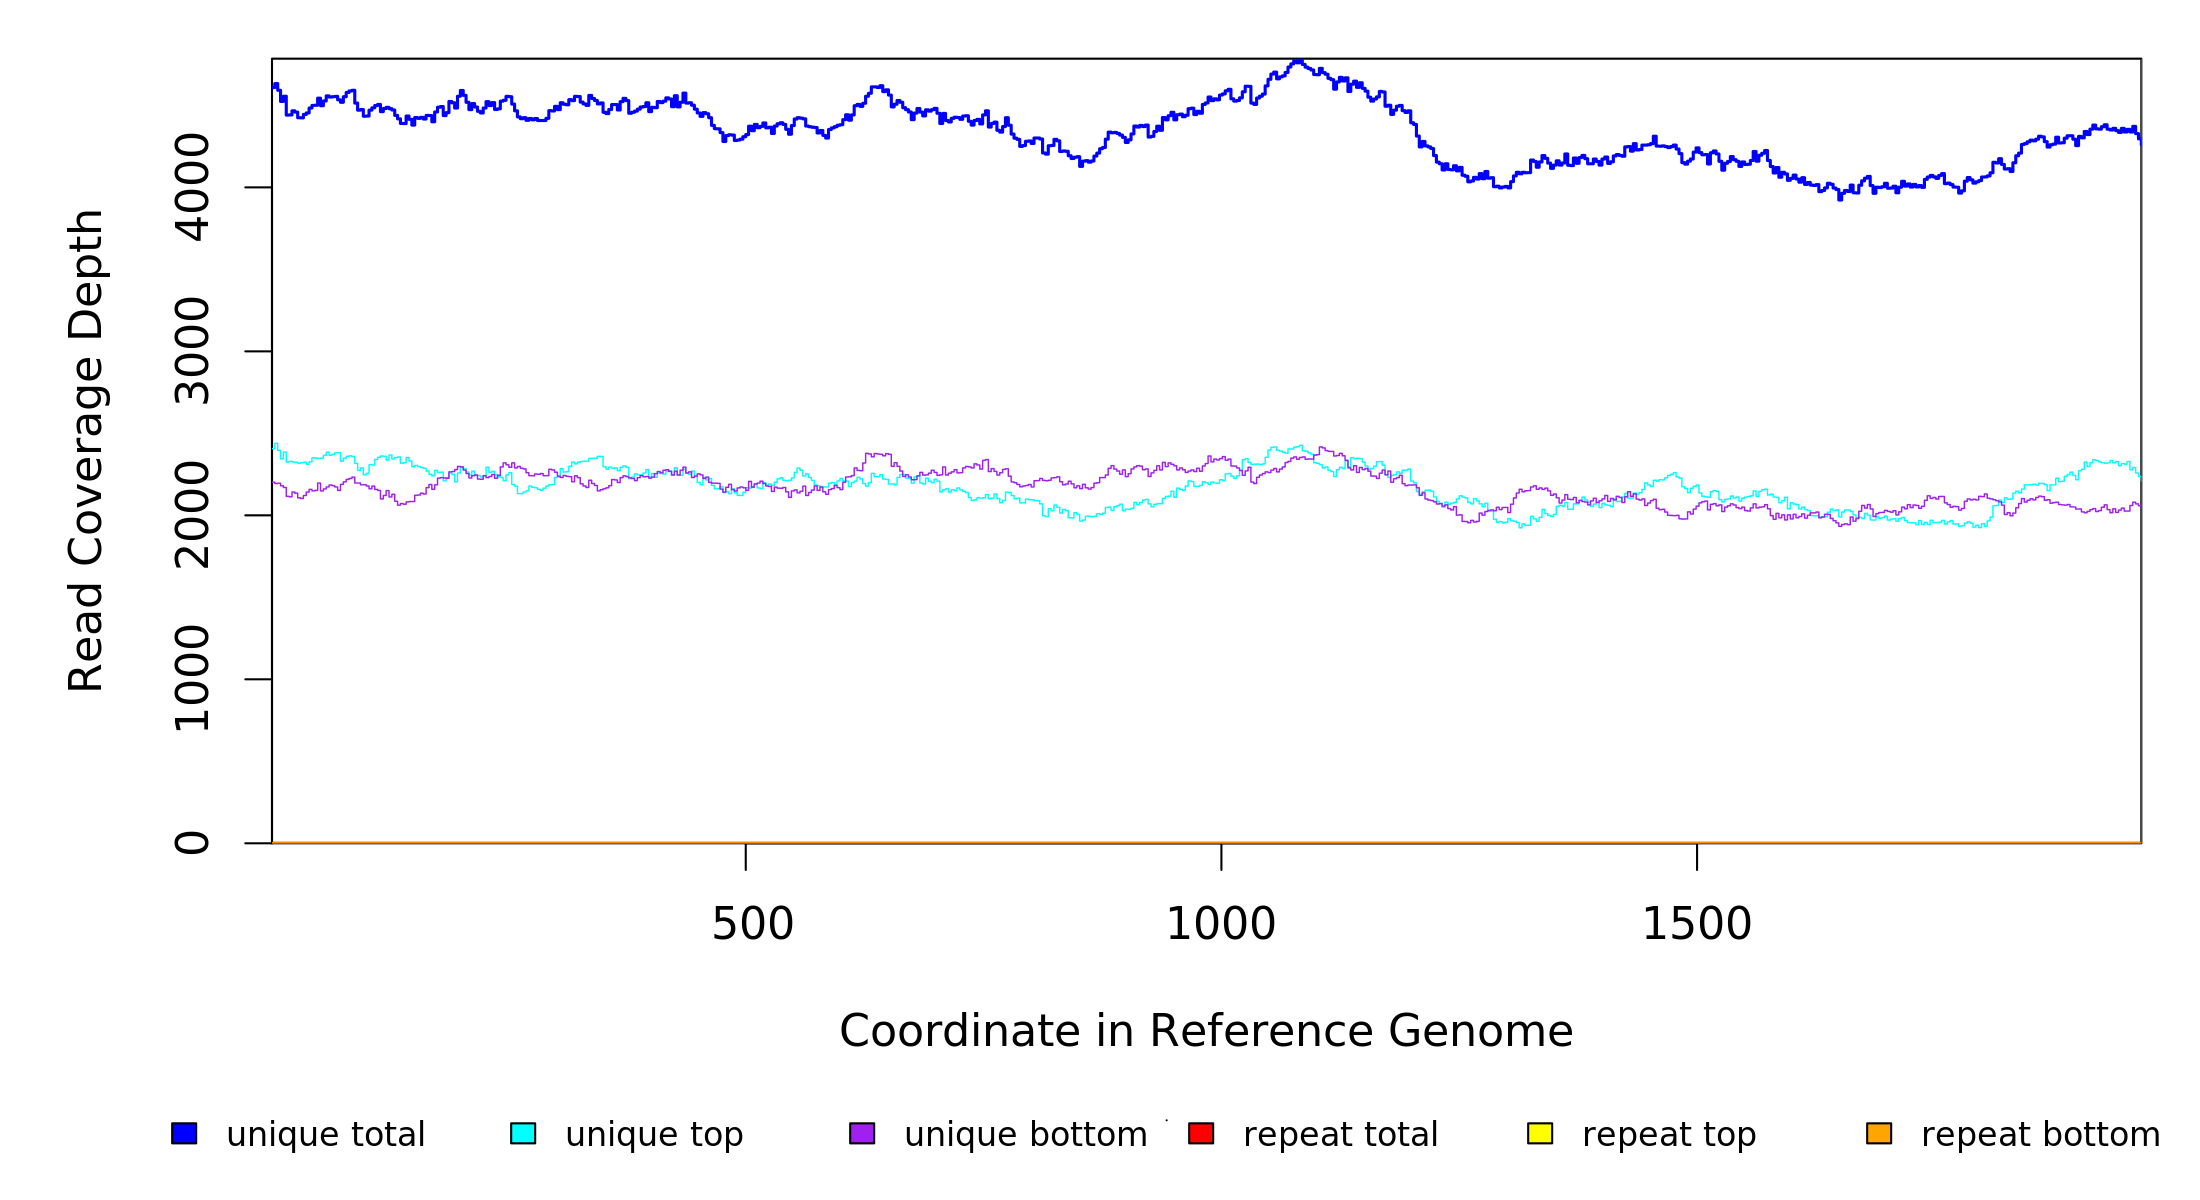 Read Coverage Depth
4000
3000
2000
1000
0
500 1000 1500
Coordinate in Reference Genome
unique total unique top unique bottom repeat total repeat top repeat bottom